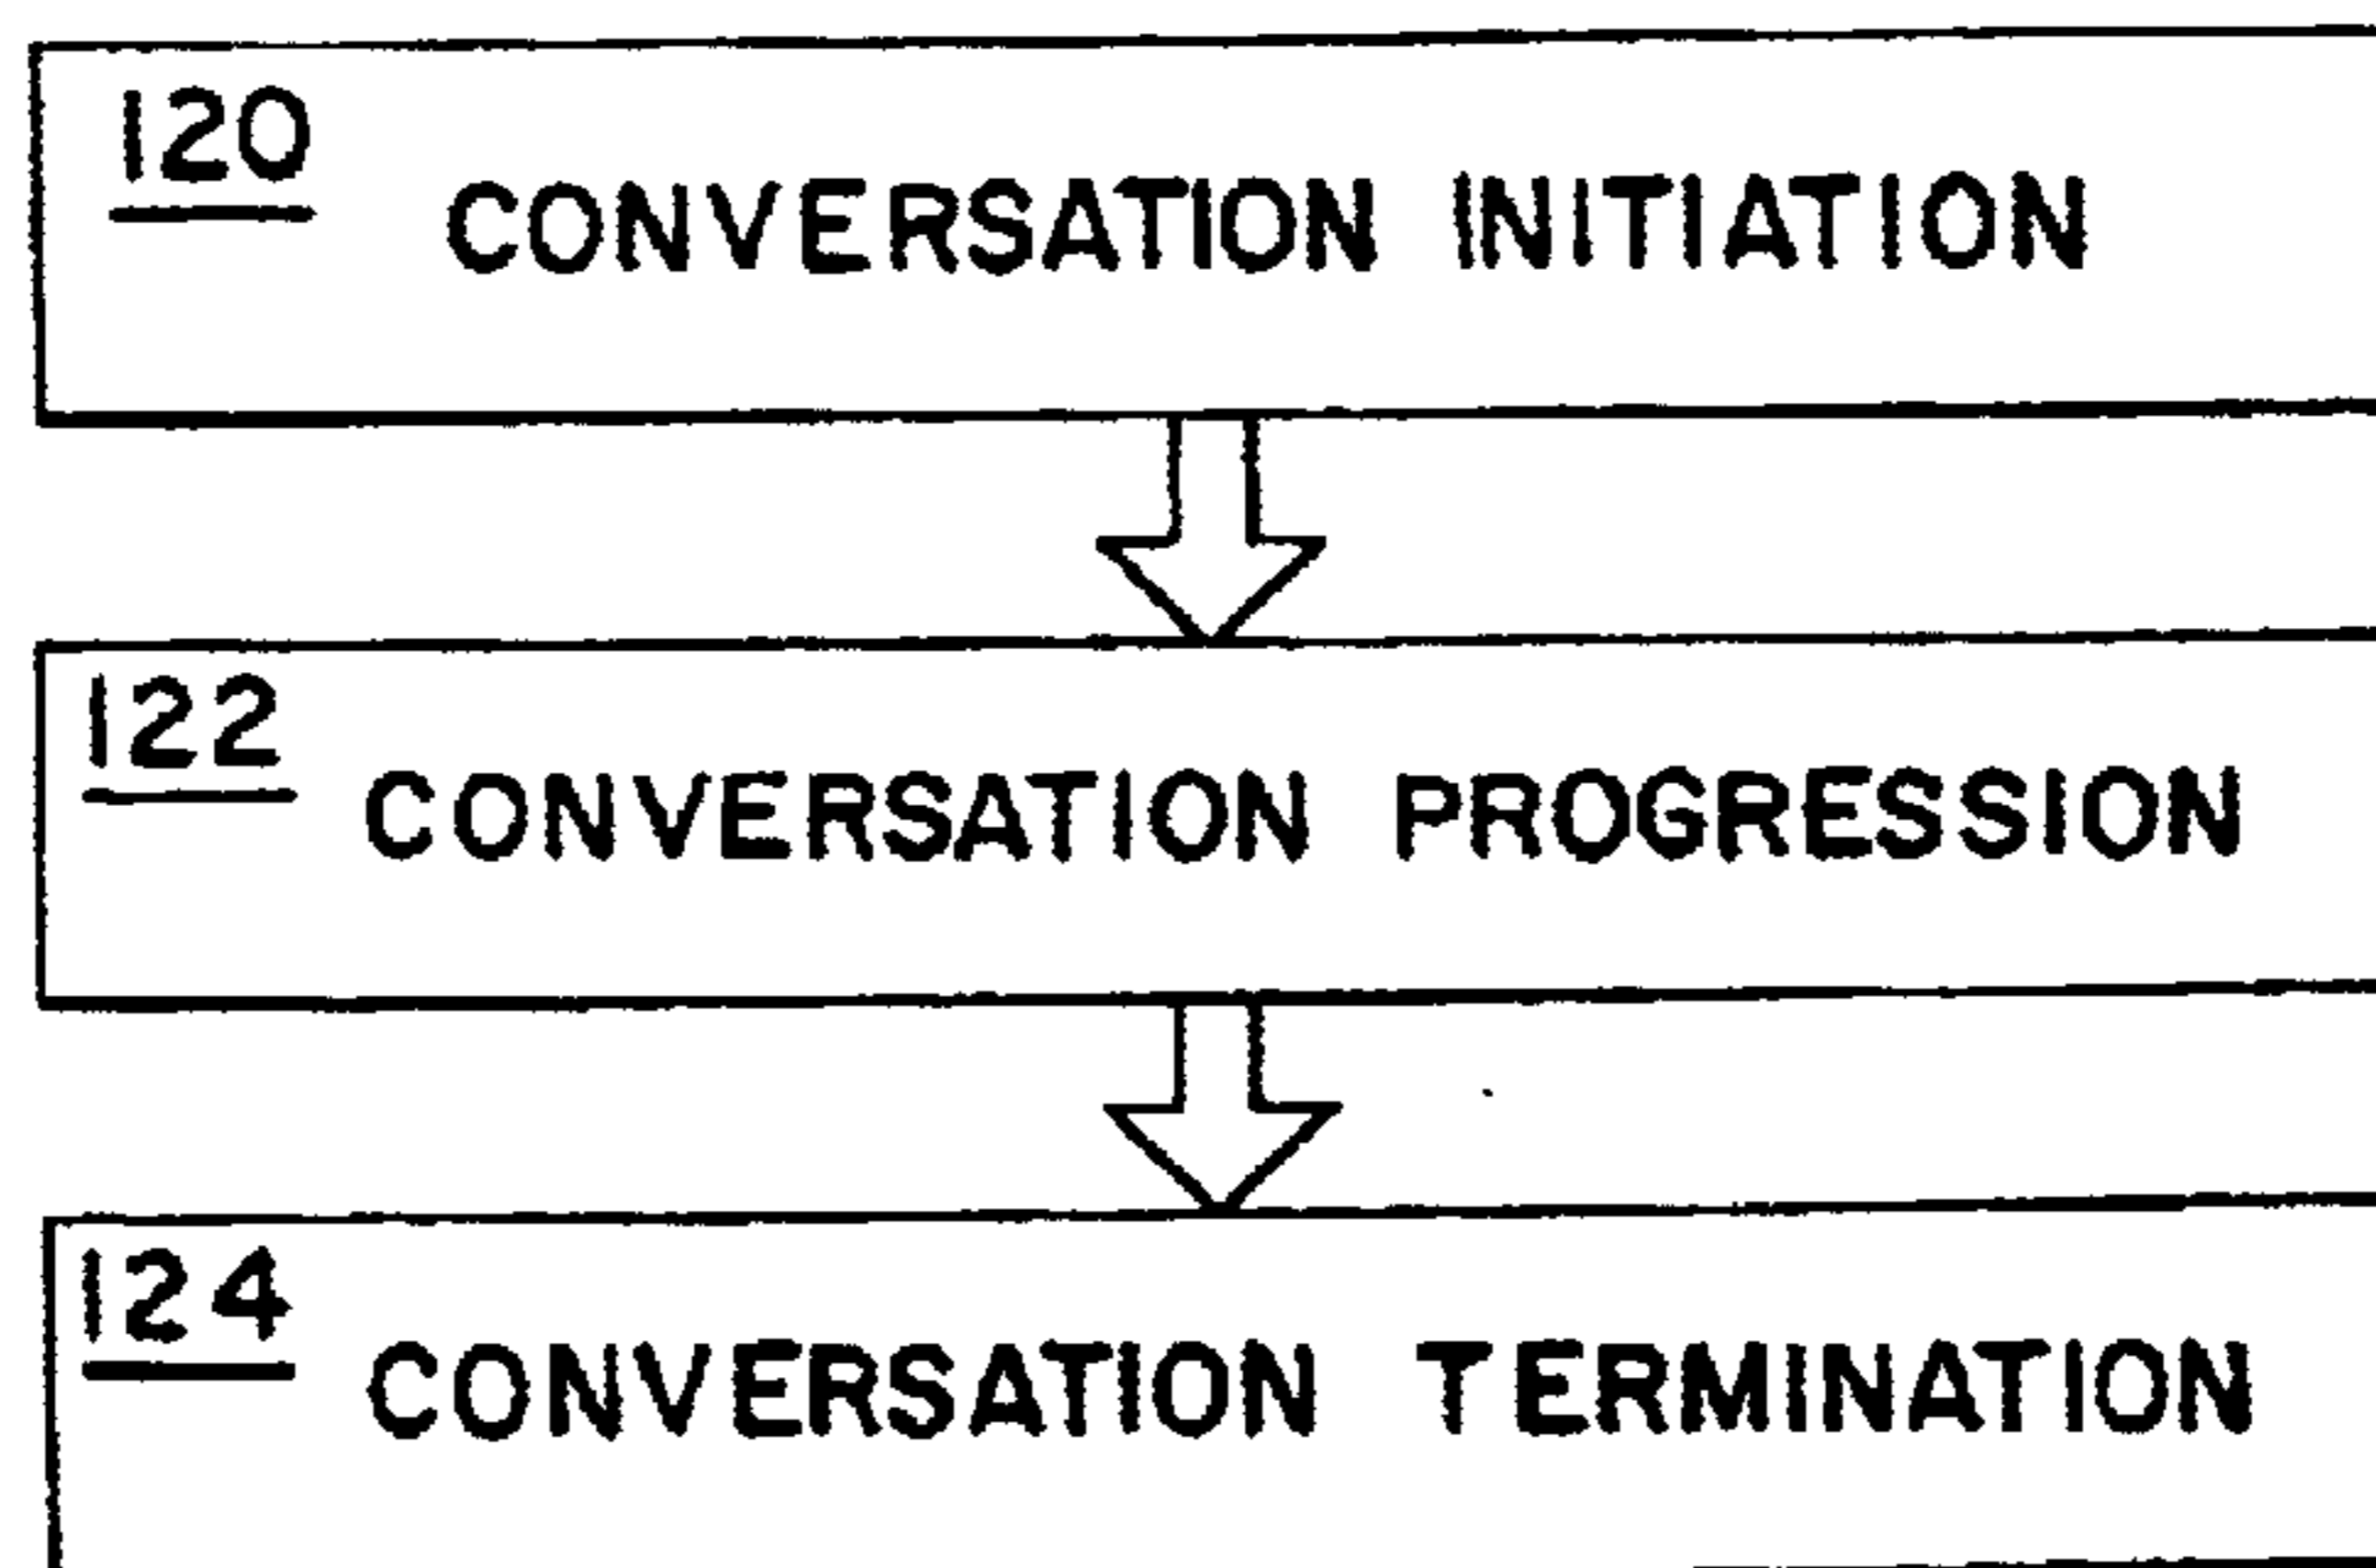 120
CONVERSATION INITIATION
122
CONVERSATION PROGRESSION
124
CONVERSATION TERMINATION